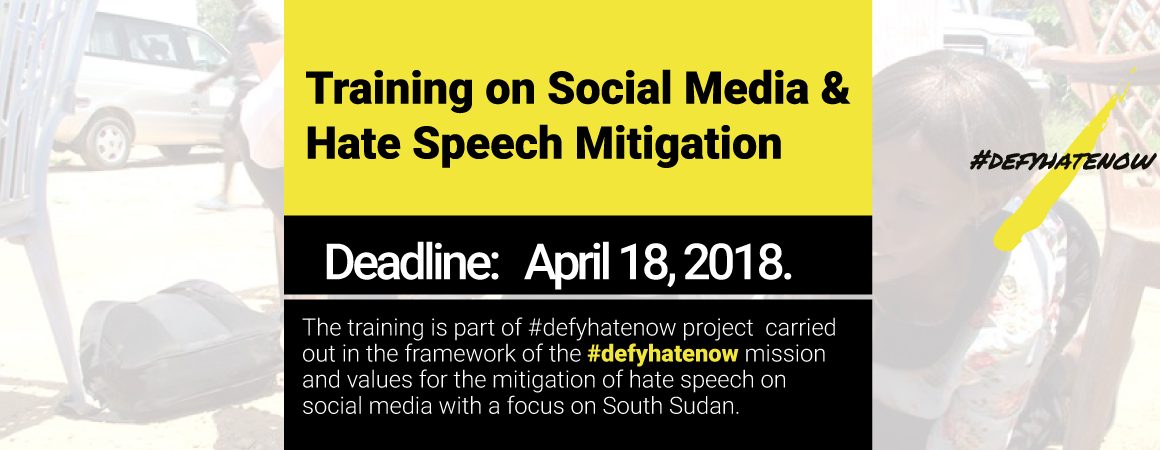 Training on Social Media &
Hate Speech Mitigation
#DEFYHATENOW
Deadline: April 18, 2018.
The training is part of #defyhatenow project carried
out in the framework of the #defyhatenow mission
and values for the mitigation of hate speech on
social media with a focus on South Sudan.